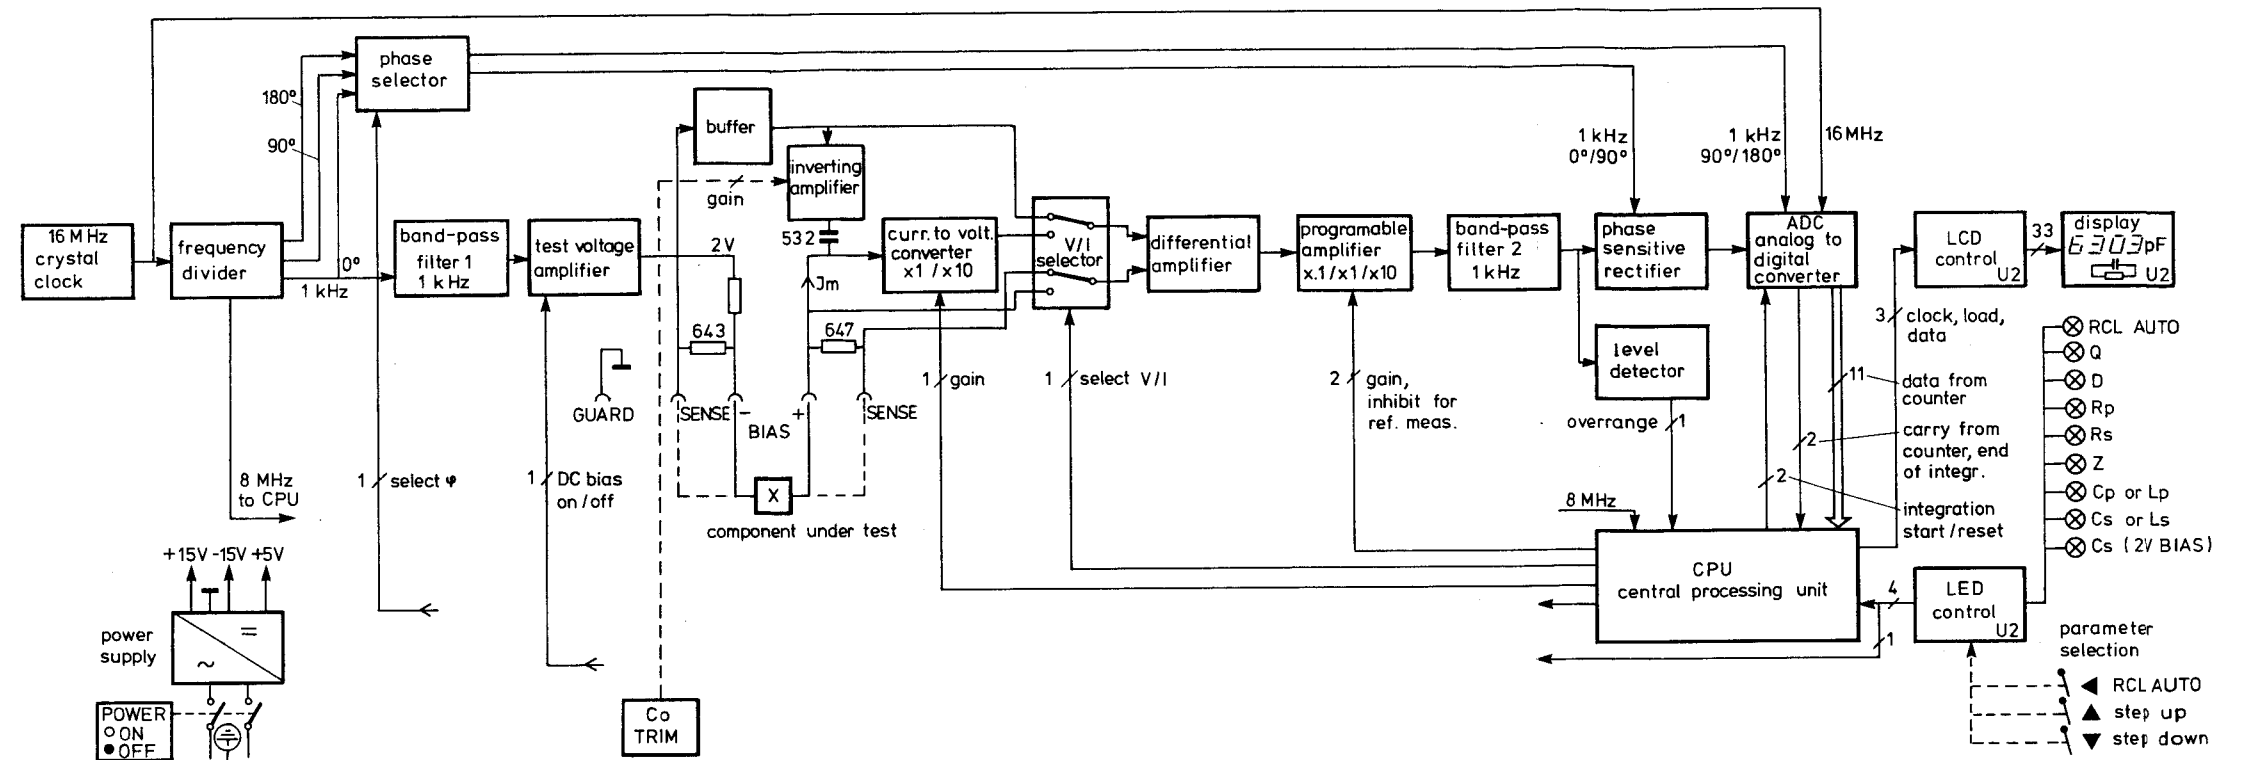 phase
selector
180°
90°
0°
1 kHz
16 MHz
crystal
clock
frequency
divider
band-pass
filter 1
1 kHz
test voltage
amplifier
buffer
inverting
amplifier
gain
2V
532
Jm
643
647
curr. to volt.
converter
x1 / x10
V/I
selector
differential
amplifier
programable
amplifier
x.1/x1/x10
band-pass
filter 2
1 kHz
1 kHz
0°/90°
phase
sensitive
rectifier
1 kHz
90°/180°
16 MHz
ADC
analog to
digital
converter
LCD
control
U2
33
display
6303pF
U2
level
detector
overrange
1
3
clock, load,
data
11
data from
counter
2
carry from
counter, end
of integr.
2
integration
start/reset
RCL AUTO
Q
D
Rp
Rs
Z
Cp or Lp
Cs or Ls
Cs (2V BIAS)
GUARD
SENSE
-
BIAS
+
SENSE
X
component under test
1
gain
1
select V/I
2
gain,
inhibit for
ref. meas.
8 MHz
to CPU
1
select φ
1
DC bias
on/off
8 MHz
CPU
central processing unit
4
1
LED
control
U2
parameter
selection
RCL AUTO
step up
step down
+15V -15V +5V
power
supply
=
~
POWER
ON
OFF
Co
TRIM